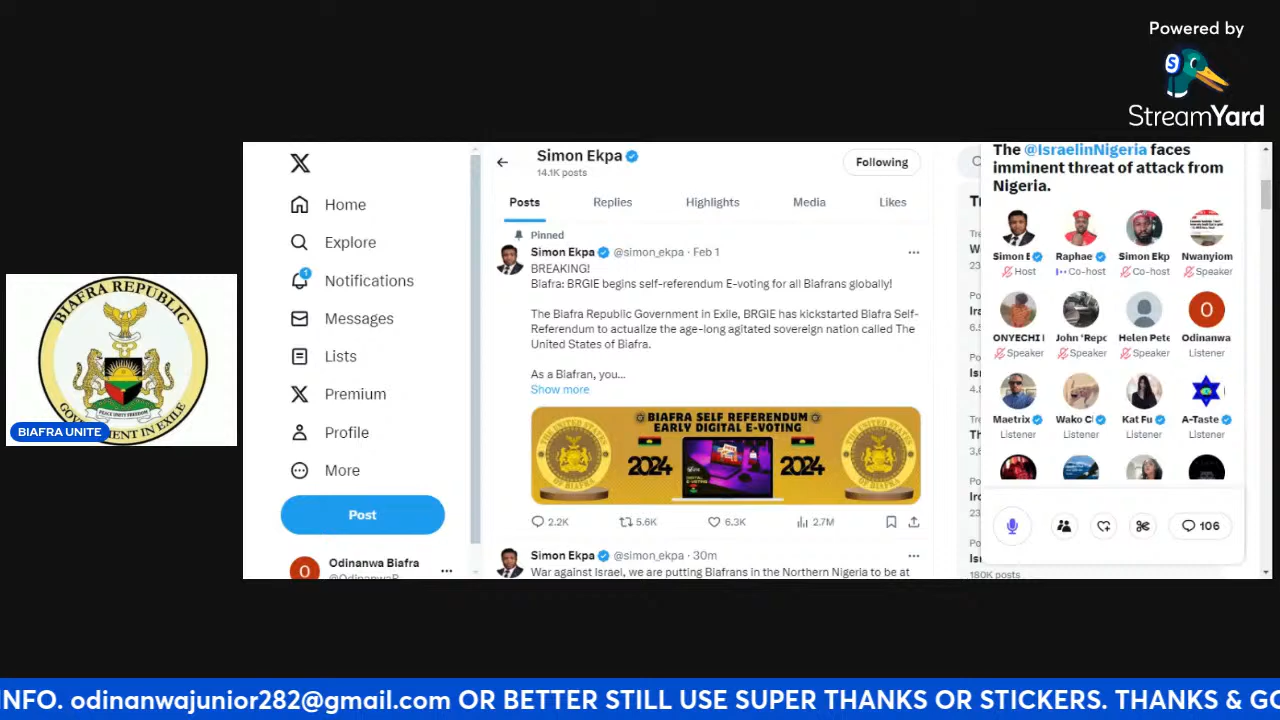 Powered by
StreamYard
BIAFRA REPUBLIC
PEACE UNITY FREEDOM
BIAFRA UNITE
Home
Explore
1
Notifications
Messages
Lists
Premium
Profile
More
Post
Odinanwa Biafra
Simon Ekpa
14.1K posts
Following
Posts
Replies
Highlights
Media
Likes
Pinned
Simon Ekpa @simon_ekpa · Feb 1
BREAKING!
Biafra: BRGIE begins self-referendum E-voting for all Biafrans globally!
The Biafra Republic Government in Exile, BRGIE has kickstarted Biafra Self-
Referendum to actualize the age-long agitated sovereign nation called The
United States of Biafra.
As a Biafran, you...
Show more
BIAFRA SELF REFERENDUM
EARLY DIGITAL E-VOTING
2024
2024
2.2K
5.6K
6.3K
2.7M
Simon Ekpa @simon_ekpa · 30m
War against Israel, we are putting Biafrans in the Northern Nigeria to be at
The @IsraelinNigeria faces
imminent threat of attack from
Nigeria.
Simon E
Raphae
Simon Ekp
Nwanyiom
Host
Co-host
Co-host
Speaker
ONYECHI
John 'Repo
Helen Pete
Odinanwa
Speaker
Speaker
Speaker
Listener
Maetrix
Wako C
Kat Fu
A-Taste
Listener
Listener
Listener
Listener
106
180K posts
INFO. odinanwajunior282@gmail.com OR BETTER STILL USE SUPER THANKS OR STICKERS. THANKS & GO